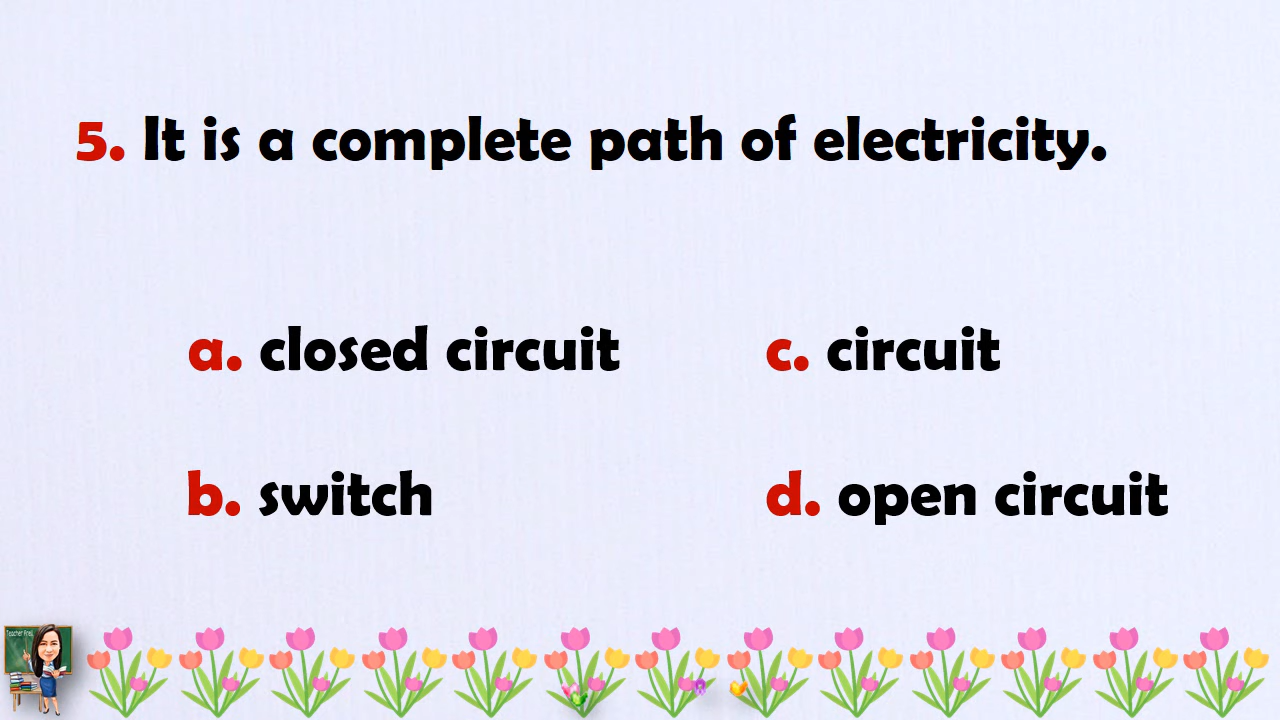 5. It is a complete path of electricity.
a. closed circuit
c. circuit
b. switch
d. open circuit